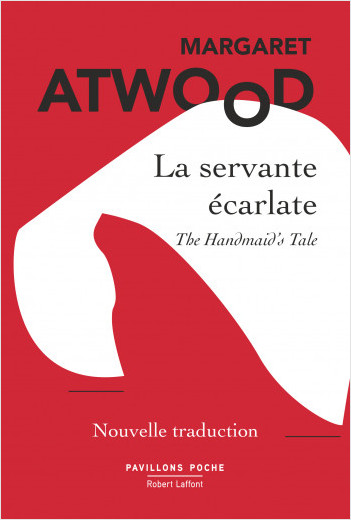 MARGARET
ATWOOD
La servante
écarlate
The Handmaid's Tale
Nouvelle traduction
PAVILLONS POCHE
Robert Laffont